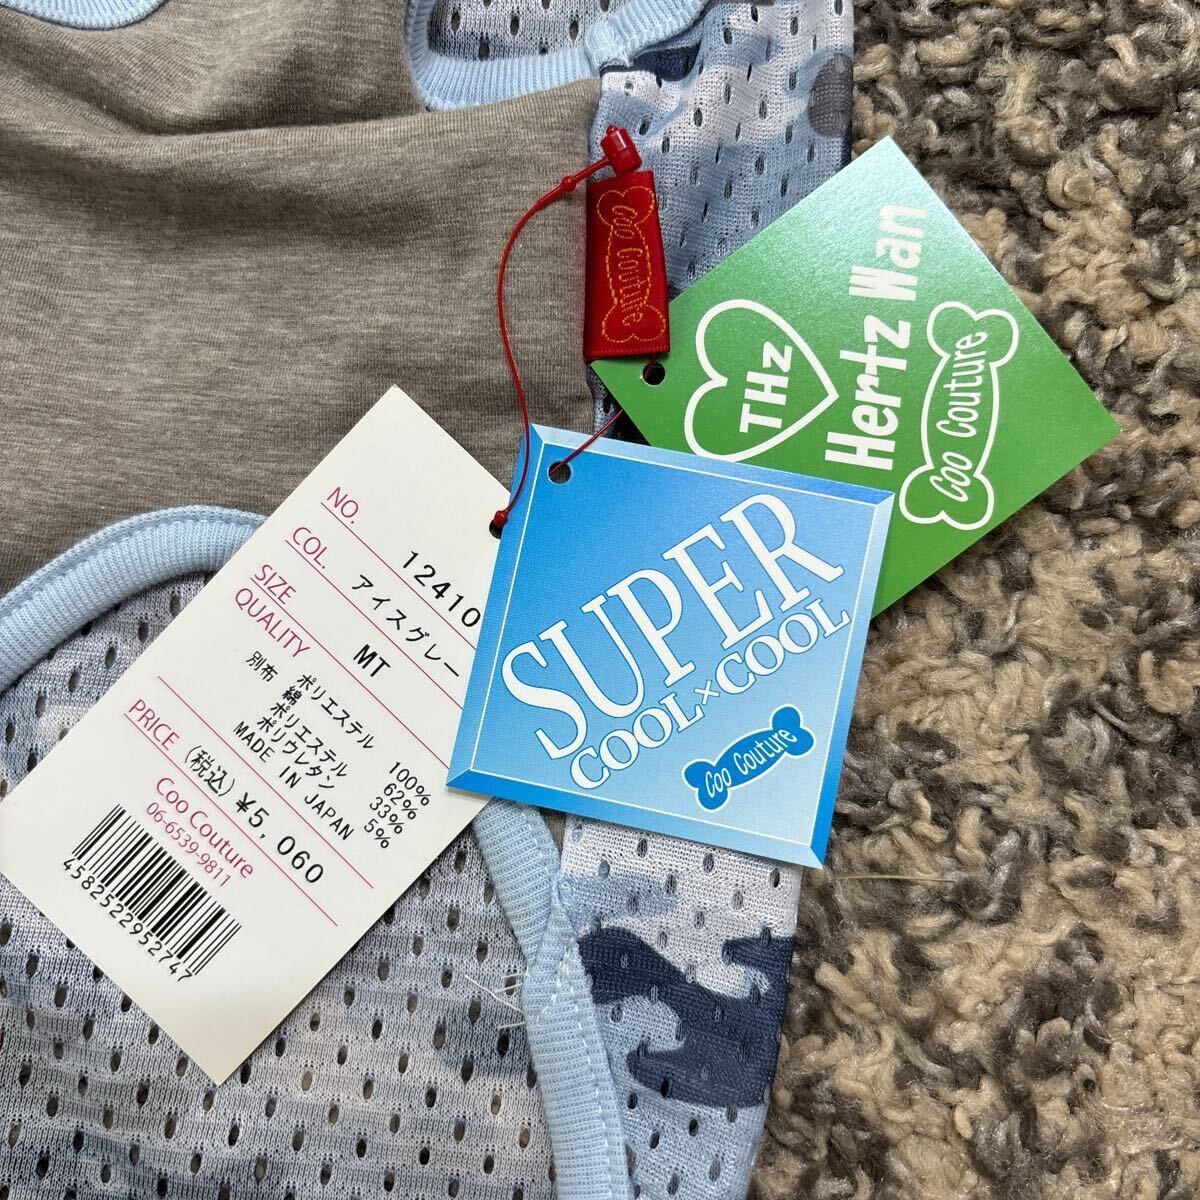 NO. 12410
COL. アイスグレー
SIZE MT
QUALITY
ポリエステル 100%
別布 綿 62%
ポリエステル 33%
ポリウレタン 5%
MADE IN JAPAN
PRICE (税込) ¥5,060
Coo Couture
06-6539-9811
4582522952747
SUPER
COOL×COOL
Coo Couture
Coo Couture
THz
Hertz Wan
Coo Couture